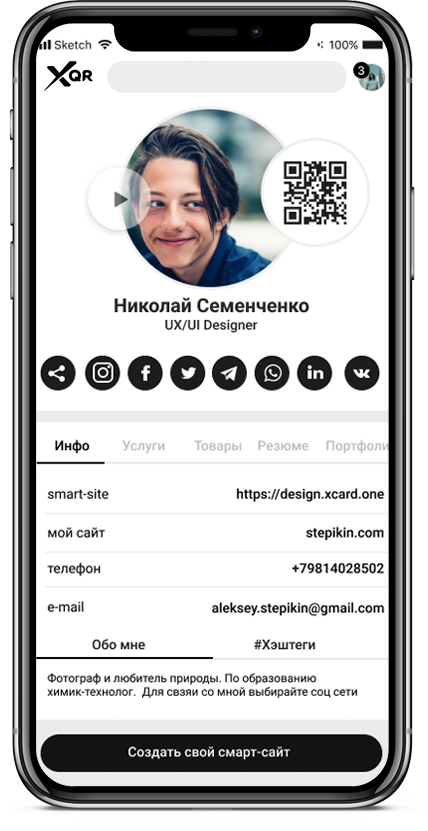 Sketch
100%
XQR
3
Николай Семенченко
UX/UI Designer
in
Инфо Услуги Товары Резюме Портфоли
smart-site https://design.xcard.one
мой сайт stepikin.com
телефон +79814028502
e-mail aleksey.stepikin@gmail.com
Обо мне #Хэштеги
Фотограф и любитель природы. По образованию
химик-технолог. Для свзяи со мной выбирайте соц сети
Создать свой смарт-сайт